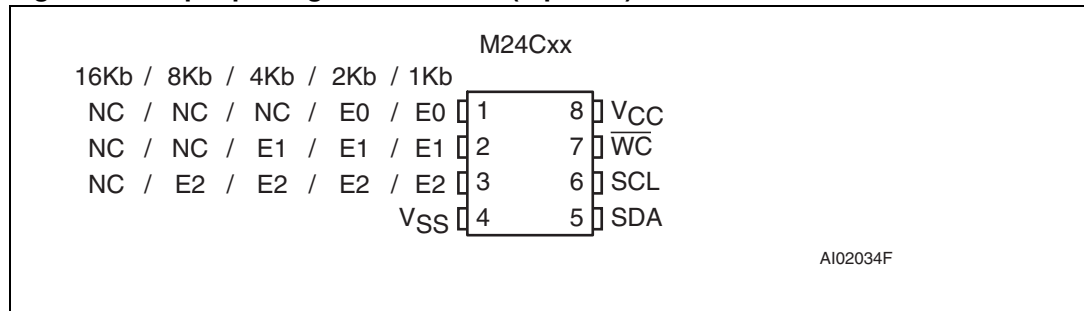 M24Cxx
16Kb / 8Kb / 4Kb / 2Kb / 1Kb
NC / NC / NC / E0 / E0 1 8 VCC
NC / NC / E1 / E1 / E1 2 7 WC
NC / E2 / E2 / E2 / E2 3 6 SCL
VSS 4 5 SDA
AI02034F